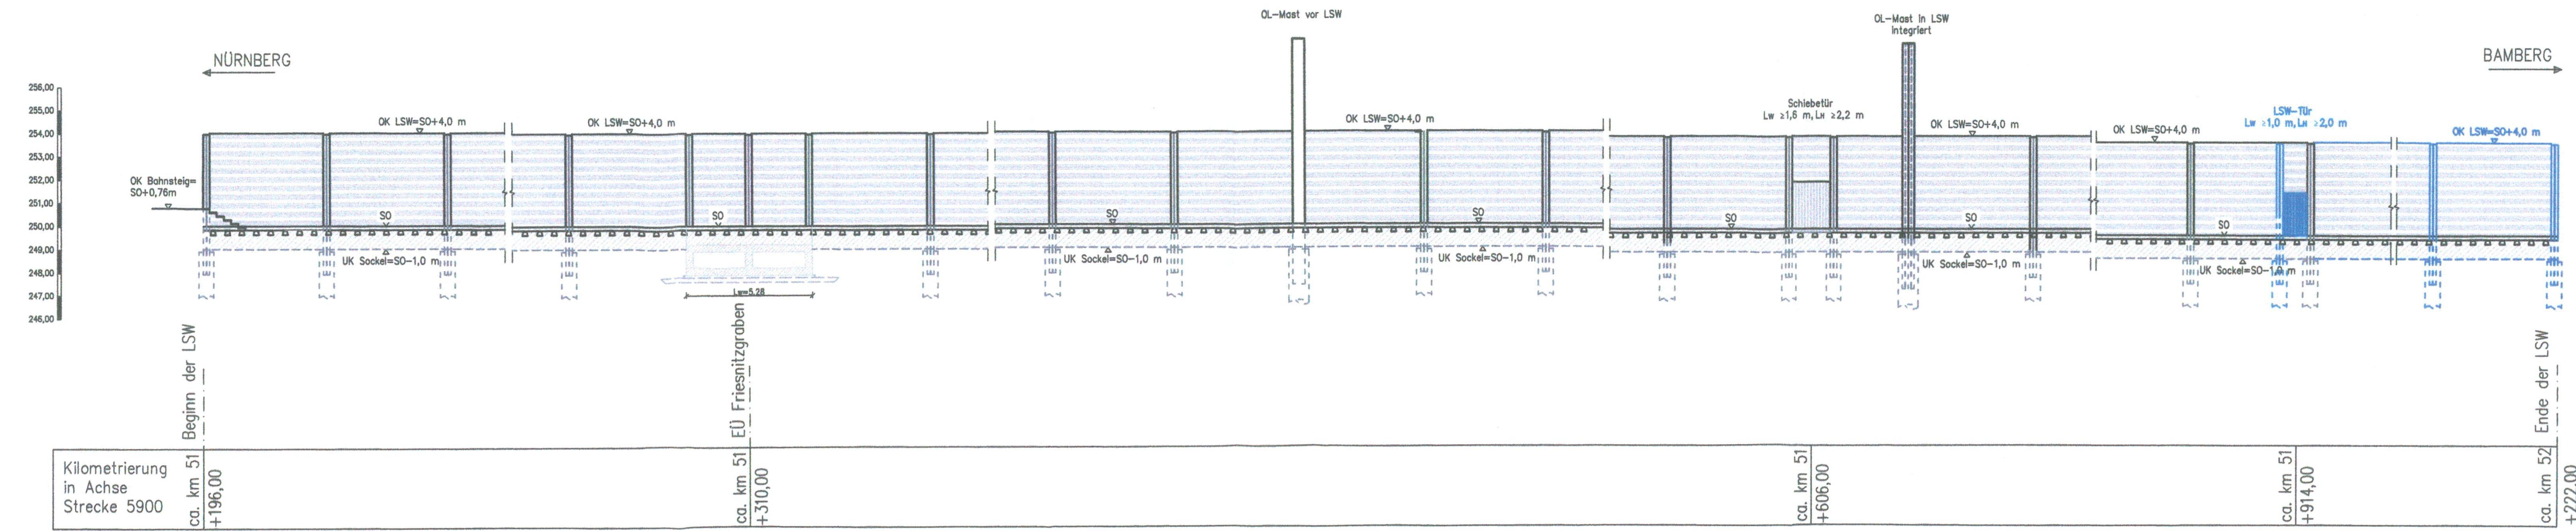 OL-Mast vor LSW
OL-Mast in LSW
integriert
NÜRNBERG
BAMBERG
256,00
255,00
254,00
253,00
252,00
251,00
250,00
249,00
248,00
247,00
246,00
OK Bahnsteig=
SO+0,76m
OK LSW=SO+4,0 m
OK LSW=SO+4,0 m
OK LSW=SO+4,0 m
Schiebetür
Lw ≥1,6 m, LH ≥2,2 m
OK LSW=SO+4,0 m
OK LSW=SO+4,0 m
LSW-Tür
Lw ≥1,0 m, LH ≥2,0 m
OK LSW=SO+4,0 m
SO
SO
SO
SO
SO
SO
SO
UK Sockel=SO-1,0 m
UK Sockel=SO-1,0 m
UK Sockel=SO-1,0 m
UK Sockel=SO-1,0 m
UK Sockel=SO-1,0 m
Lw=5,28
Beginn der LSW
EÜ Friesnitzgraben
Ende der LSW
Kilometrierung
in Achse
Strecke 5900
ca. km 51
+196,00
ca. km 51
+310,00
ca. km 51
+606,00
ca. km 51
+914,00
ca. km 52
+222,00